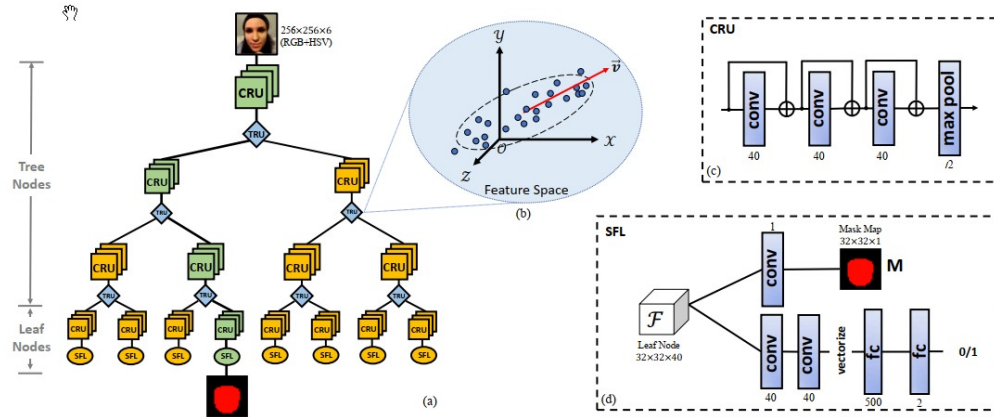 256×256×6
(RGB+HSV)
CRU
TRU
Tree
Nodes
CRU
CRU
TRU
TRU
CRU
CRU
CRU
CRU
TRU
TRU
TRU
TRU
Leaf
Nodes
CRU
CRU
CRU
CRU
CRU
CRU
CRU
CRU
SFL
SFL
SFL
SFL
SFL
SFL
SFL
SFL
(a)
y
v
O
x
z
Feature Space
(b)
CRU
conv
conv
conv
max pool
40
40
40
/2
(c)
SFL
1
conv
Mask Map
32×32×1
M
F
Leaf Node
32×32×40
conv
conv
vectorize
fc
fc
0/1
40
40
500
2
(d)